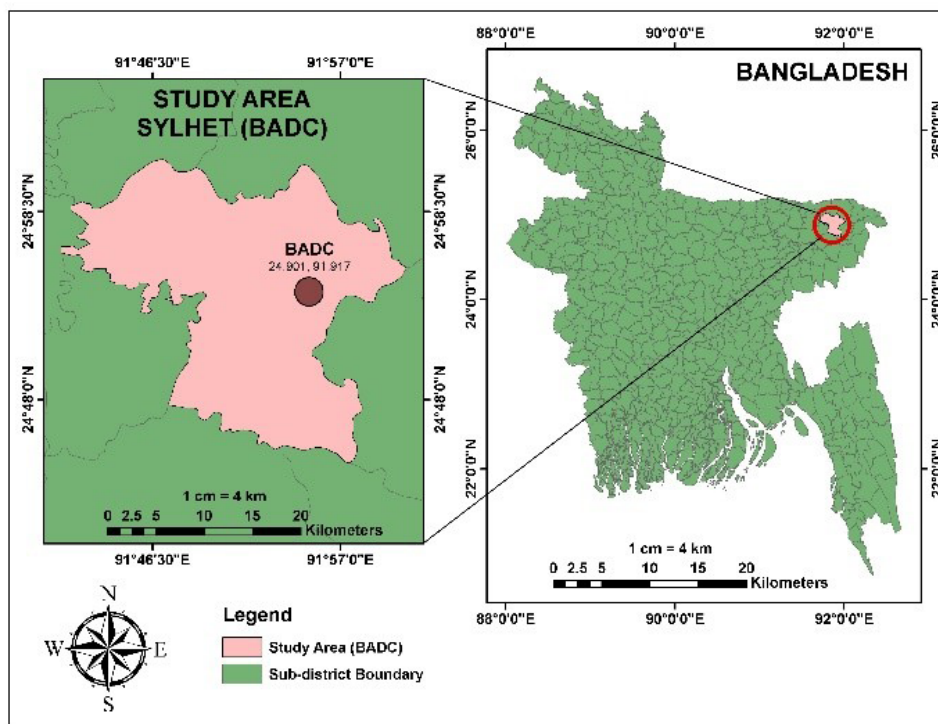 91°46'30"E 91°57'0"E
STUDY AREA
SYLHET (BADC)
24°58'30"N
24°58'30"N
BADC
24.901, 91.917
24°48'0"N
24°48'0"N
1 cm = 4 km
0 2.5 5 10 15 20
Kilometers
91°46'30"E 91°57'0"E
88°0'0"E 90°0'0"E 92°0'0"E
BANGLADESH
26°0'0"N
26°0'0"N
24°0'0"N
24°0'0"N
22°0'0"N
22°0'0"N
1 cm = 4 km
0 2.5 5 10 15 20
Kilometers
88°0'0"E 90°0'0"E 92°0'0"E
N
W E
S
Legend
Study Area (BADC)
Sub-district Boundary